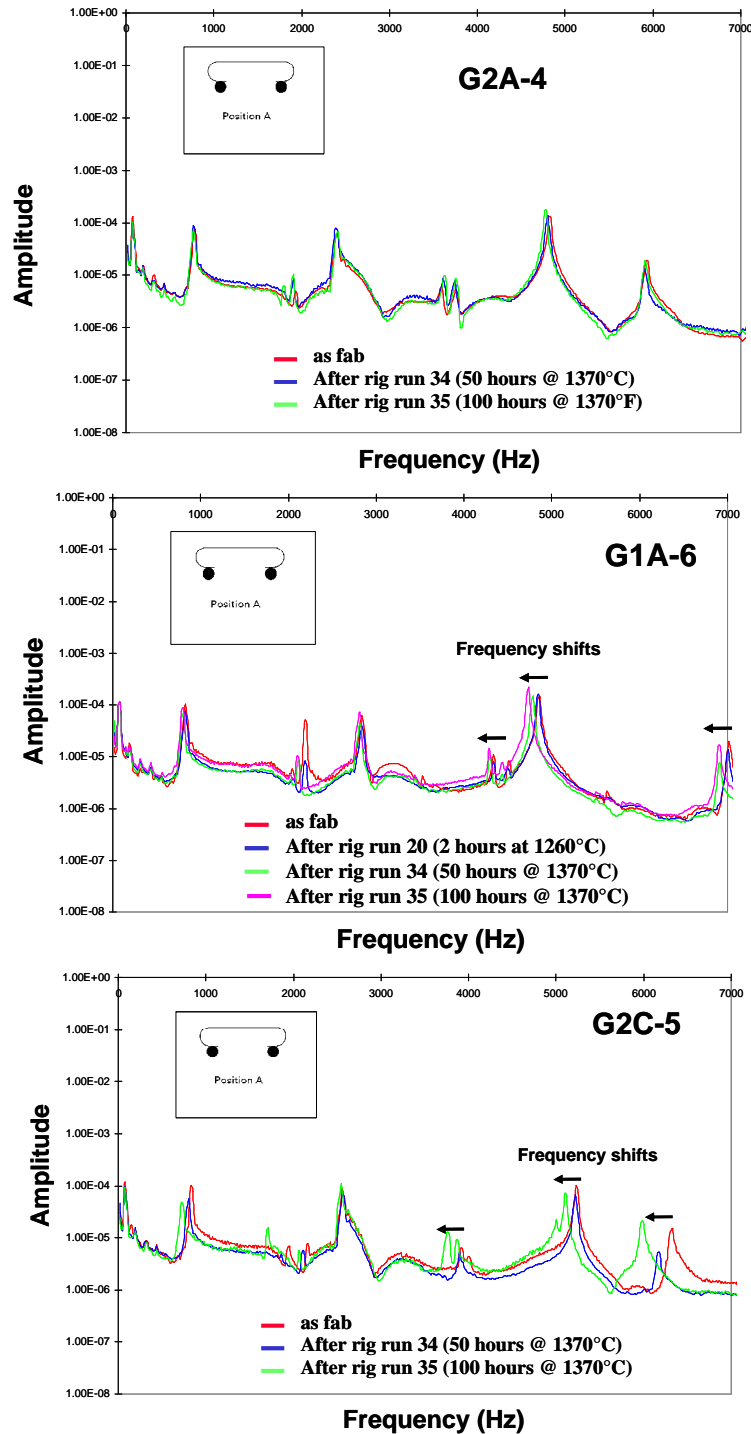 1.00E+00
0 1000 2000 3000 4000 5000 6000 7000
1.00E-01
1.00E-02
1.00E-03
1.00E-04
1.00E-05
1.00E-06
1.00E-07
1.00E-08
Amplitude
Position A
G2A-4
as fab
After rig run 34 (50 hours @ 1370°C)
After rig run 35 (100 hours @ 1370°F)
Frequency (Hz)
1.00E+00
0 1000 2000 3000 4000 5000 6000 7000
1.00E-01
1.00E-02
1.00E-03
1.00E-04
1.00E-05
1.00E-06
1.00E-07
1.00E-08
Amplitude
Position A
G1A-6
Frequency shifts
as fab
After rig run 20 (2 hours at 1260°C)
After rig run 34 (50 hours @ 1370°C)
After rig run 35 (100 hours @ 1370°C)
Frequency (Hz)
1.00E+00
0 1000 2000 3000 4000 5000 6000 7000
1.00E-01
1.00E-02
1.00E-03
1.00E-04
1.00E-05
1.00E-06
1.00E-07
1.00E-08
Amplitude
Position A
G2C-5
Frequency shifts
as fab
After rig run 34 (50 hours @ 1370°C)
After rig run 35 (100 hours @ 1370°C)
Frequency (Hz)